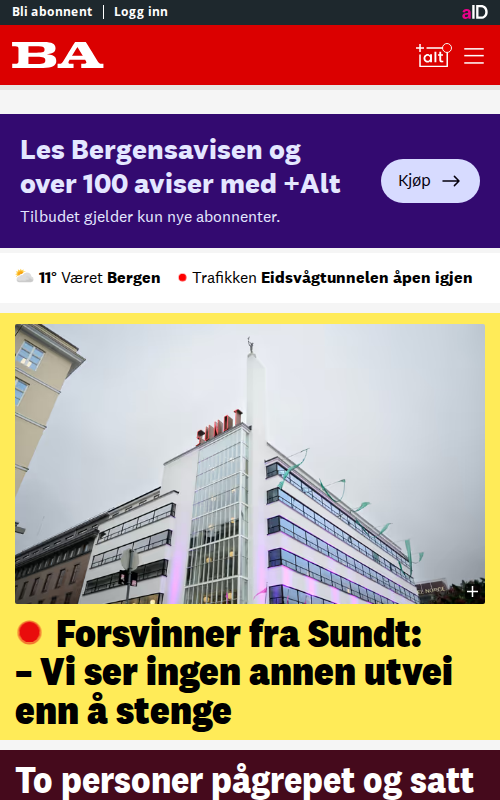 Bli abonnent | Logg inn
aID
BA
+alt
Les Bergensavisen og
over 100 aviser med +Alt
Tilbudet gjelder kun nye abonnenter.
Kjøp
11° Været Bergen
Trafikken Eidsvågtunnelen åpen igjen
SUNDT
Forsvinner fra Sundt:
– Vi ser ingen annen utvei
enn å stenge
To personer pågrepet og satt